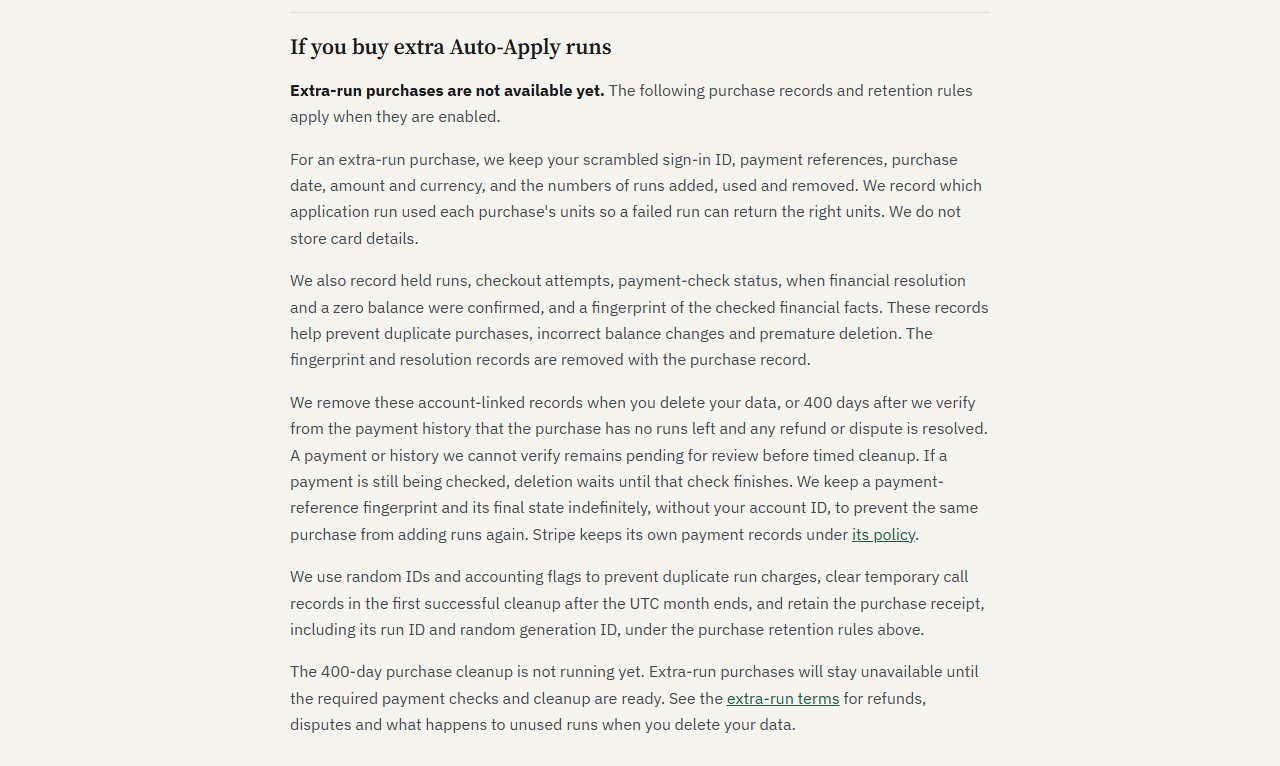 If you buy extra Auto-Apply runs
Extra-run purchases are not available yet. The following purchase records and retention rules
apply when they are enabled.
For an extra-run purchase, we keep your scrambled sign-in ID, payment references, purchase
date, amount and currency, and the numbers of runs added, used and removed. We record which
application run used each purchase's units so a failed run can return the right units. We do not
store card details.
We also record held runs, checkout attempts, payment-check status, when financial resolution
and a zero balance were confirmed, and a fingerprint of the checked financial facts. These records
help prevent duplicate purchases, incorrect balance changes and premature deletion. The
fingerprint and resolution records are removed with the purchase record.
We remove these account-linked records when you delete your data, or 400 days after we verify
from the payment history that the purchase has no runs left and any refund or dispute is resolved.
A payment or history we cannot verify remains pending for review before timed cleanup. If a
payment is still being checked, deletion waits until that check finishes. We keep a payment-
reference fingerprint and its final state indefinitely, without your account ID, to prevent the same
purchase from adding runs again. Stripe keeps its own payment records under its policy.
We use random IDs and accounting flags to prevent duplicate run charges, clear temporary call
records in the first successful cleanup after the UTC month ends, and retain the purchase receipt,
including its run ID and random generation ID, under the purchase retention rules above.
The 400-day purchase cleanup is not running yet. Extra-run purchases will stay unavailable until
the required payment checks and cleanup are ready. See the extra-run terms for refunds,
disputes and what happens to unused runs when you delete your data.